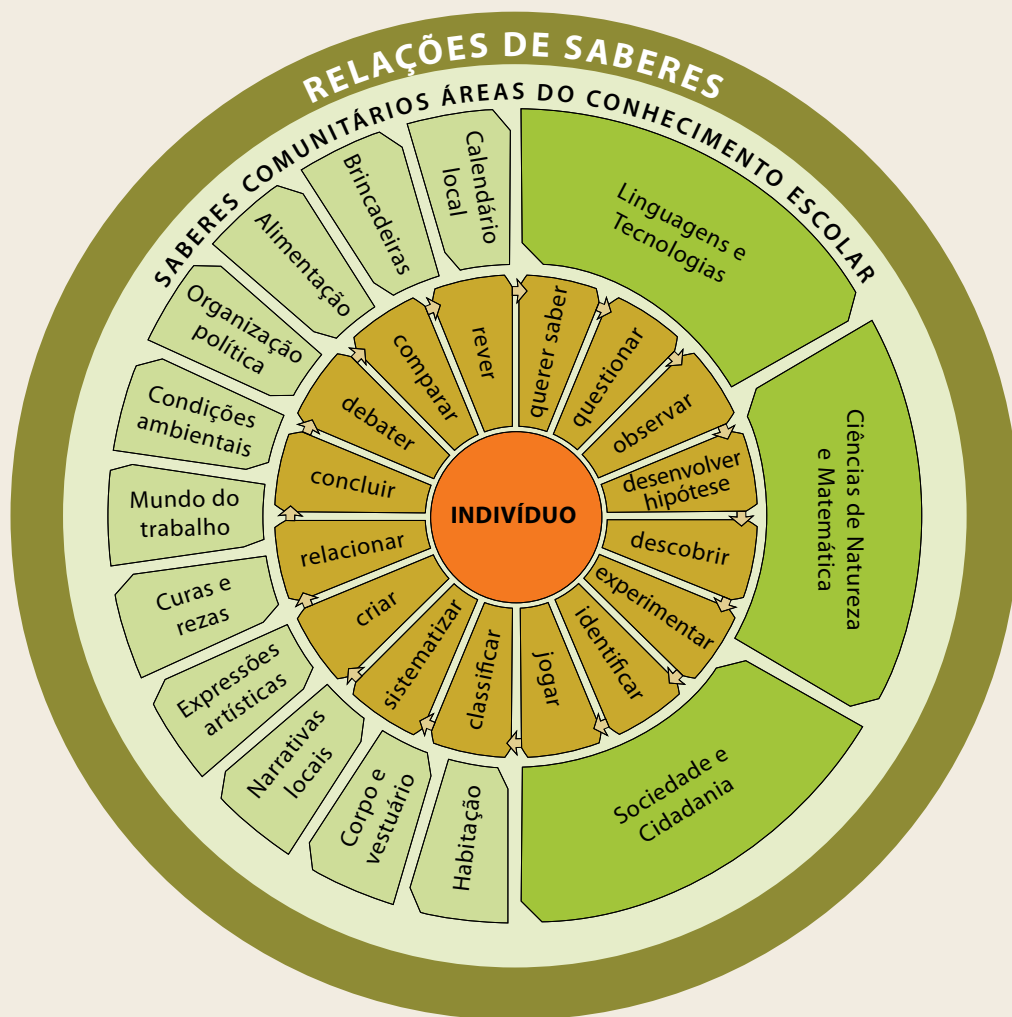 RELAÇÕES DE SABERES
SABERES COMUNITÁRIOS
ÁREAS DO CONHECIMENTO ESCOLAR
Calendário
local
Brincadeiras
Alimentação
Organização
política
Condições
ambientais
Mundo do
trabalho
Curas e
rezas
Expressões
artísticas
Narrativas
locais
Corpo e
vestuário
Habitação
Linguagens e
Tecnologias
Ciências de Natureza
e Matemática
Sociedade e
Cidadania
querer saber
questionar
observar
desenvolver
hipótese
descobrir
experimentar
identificar
jogar
classificar
sistematizar
criar
relacionar
concluir
debater
comparar
rever
INDIVÍDUO